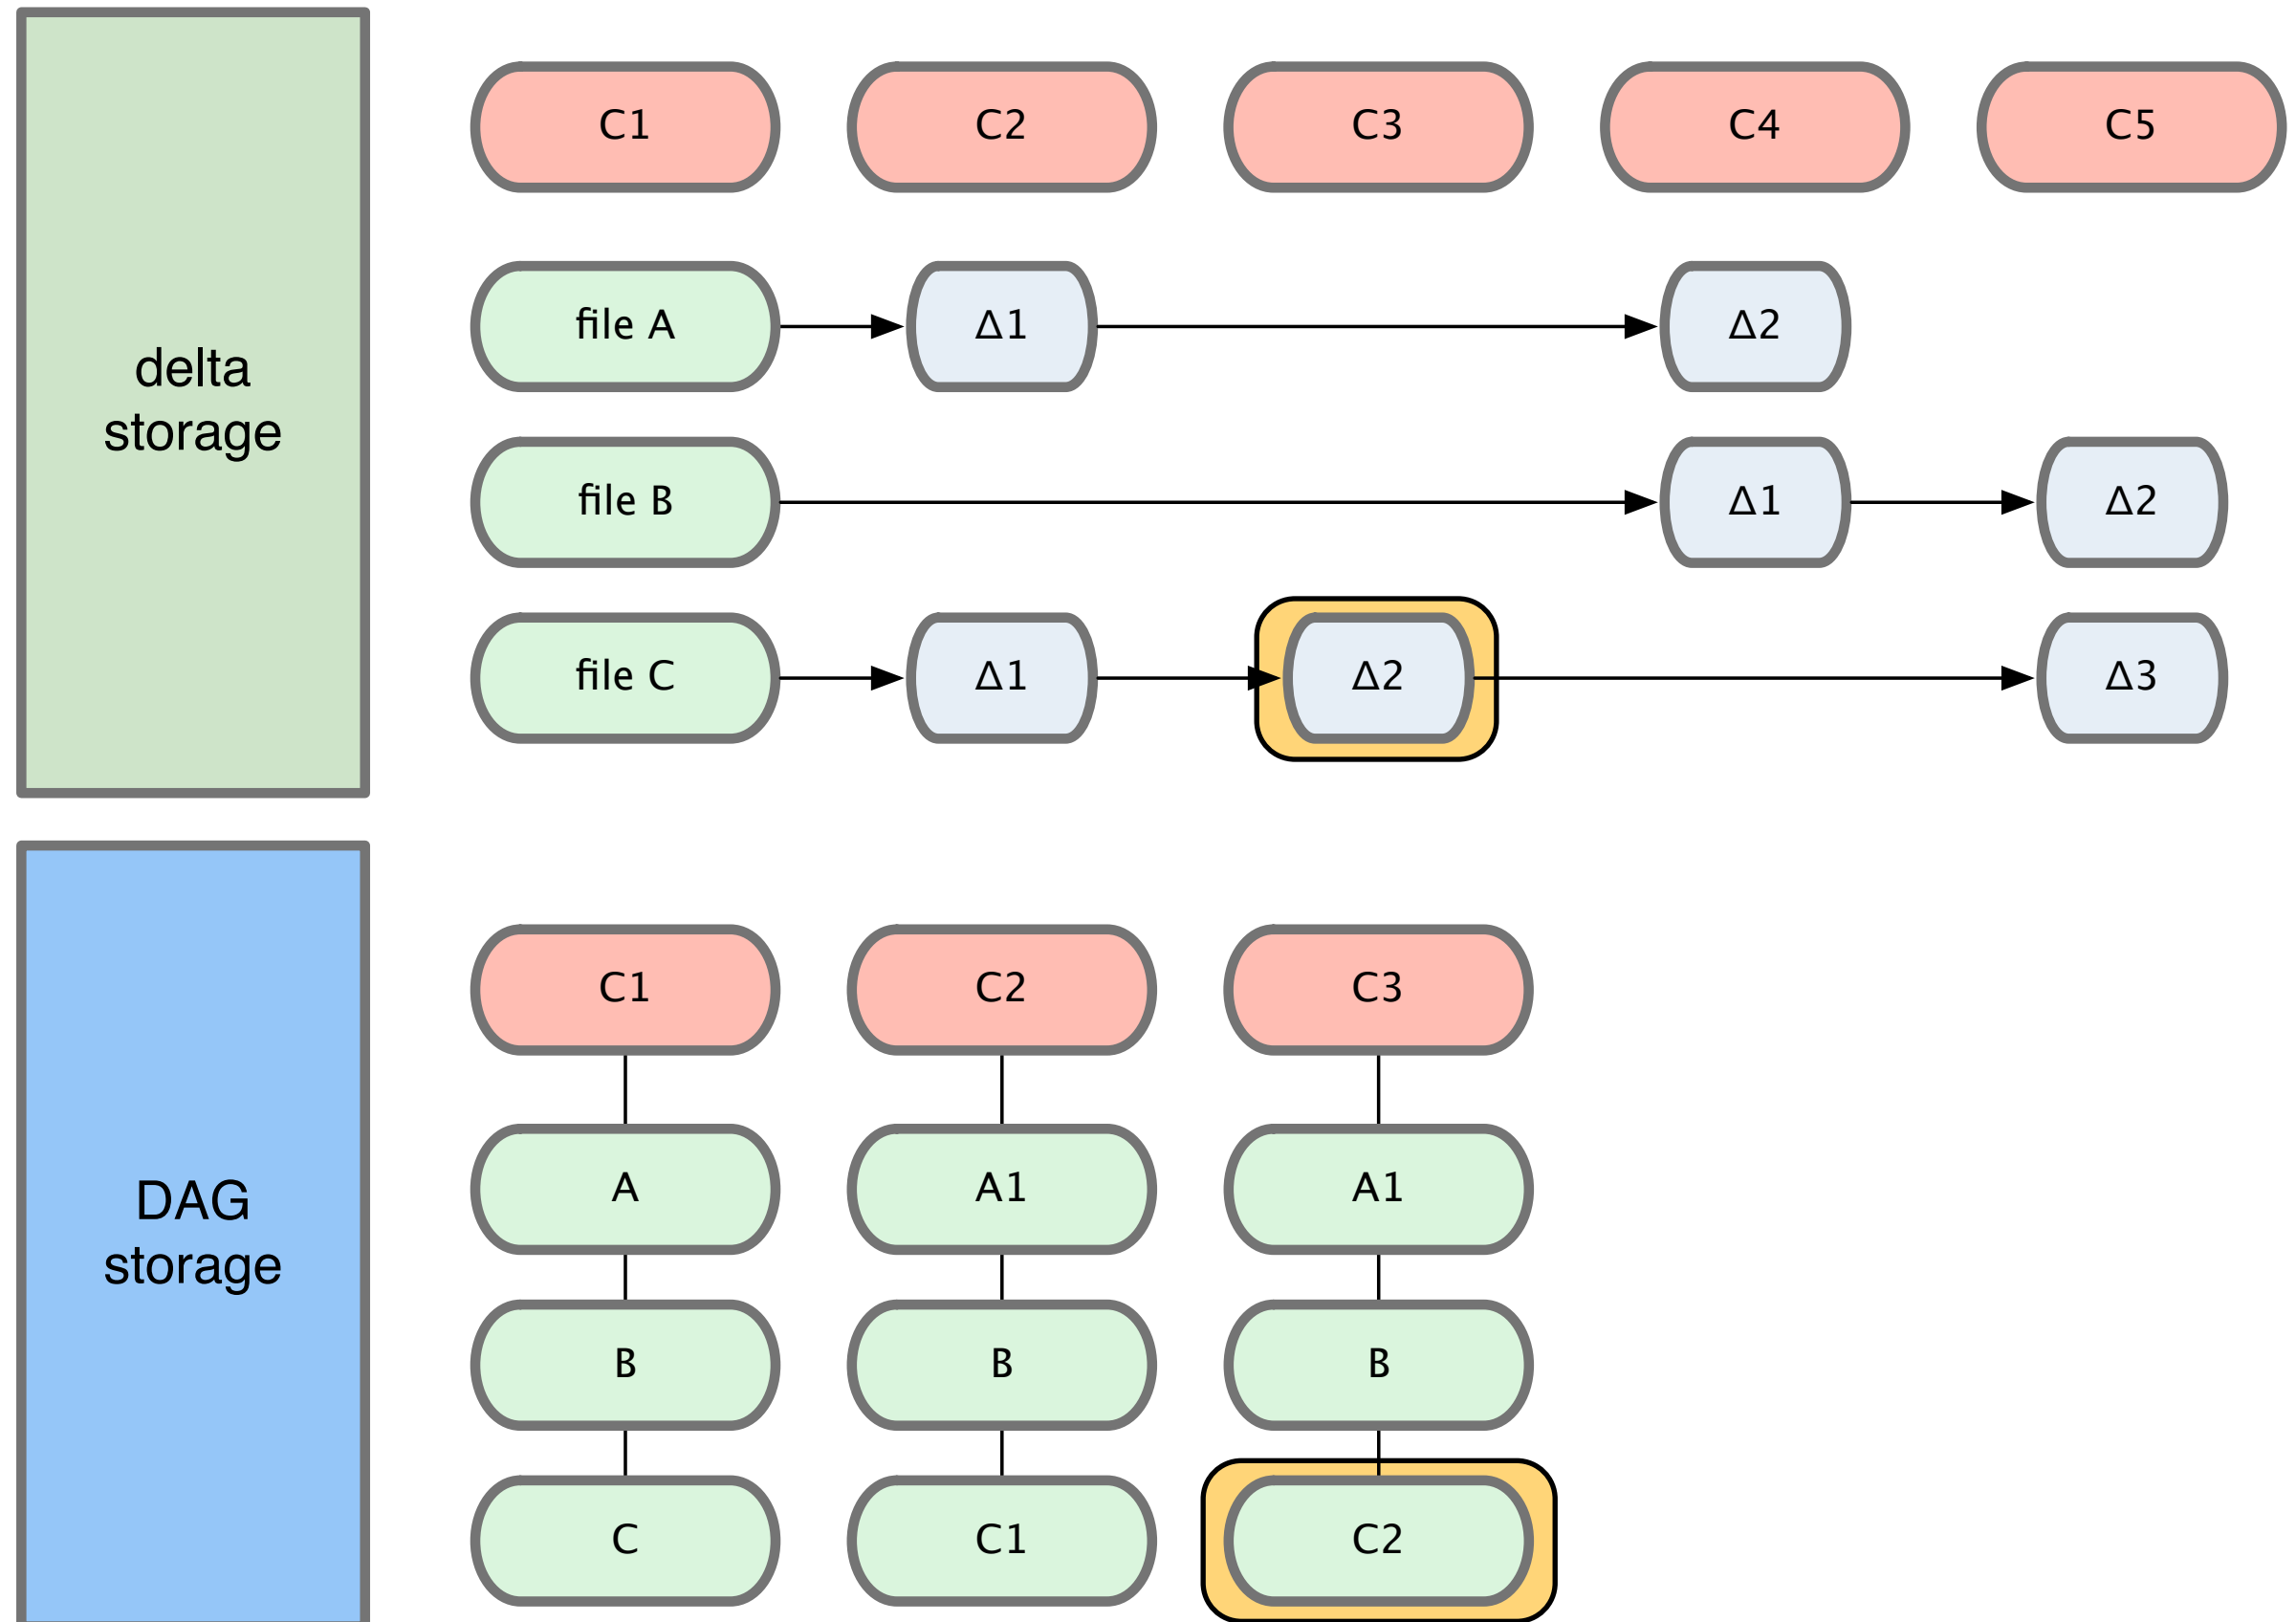 delta
storage
C1 C2 C3 C4 C5
file A Δ1 Δ2
file B Δ1 Δ2
file C Δ1 Δ2 Δ3
DAG
storage
C1 C2 C3
A A1 A1
B B B
C C1 C2